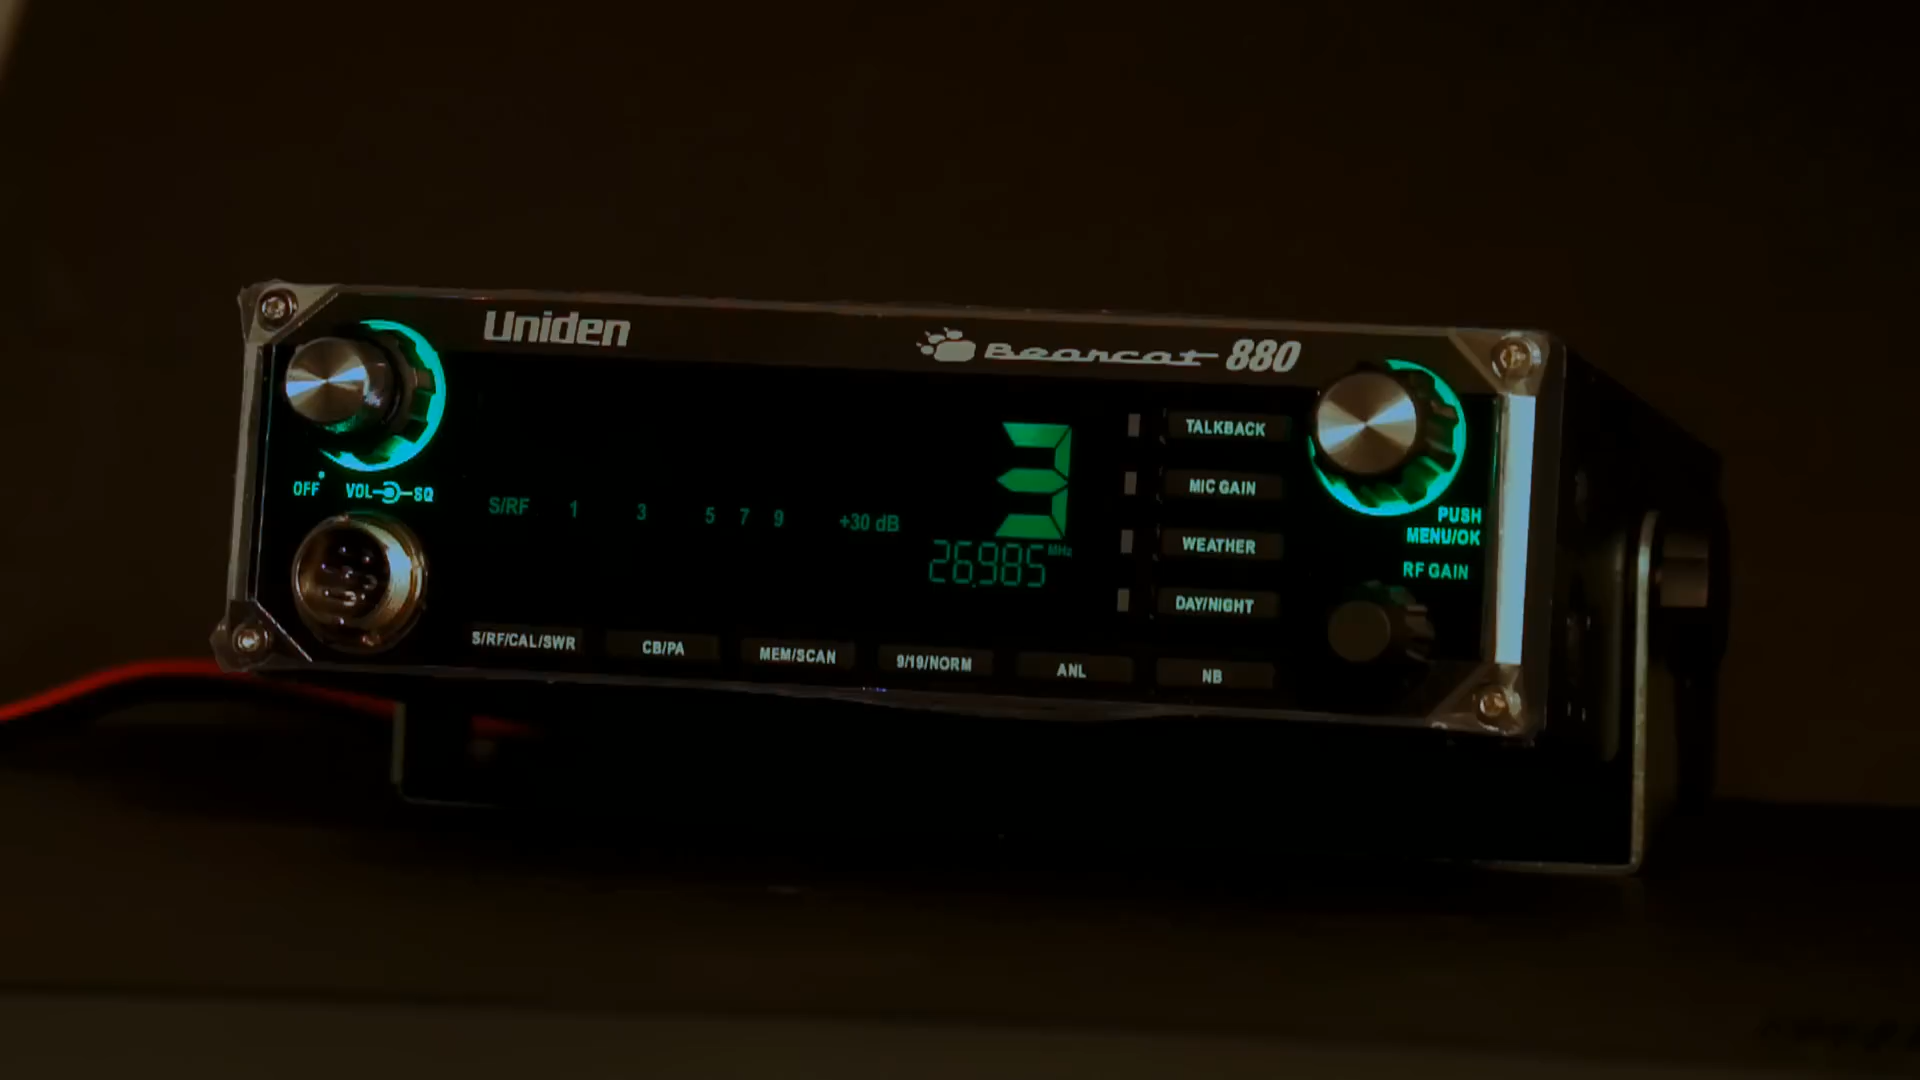 Uniden
Bearcat 880
OFF VOL SQ
S/RF 1 3 5 7 9 +30 dB
3
26.985 MHz
TALKBACK
MIC GAIN
WEATHER
DAY/NIGHT
PUSH
MENU/OK
RF GAIN
S/RF/CAL/SWR CB/PA MEM/SCAN 9/19/NORM ANL NB